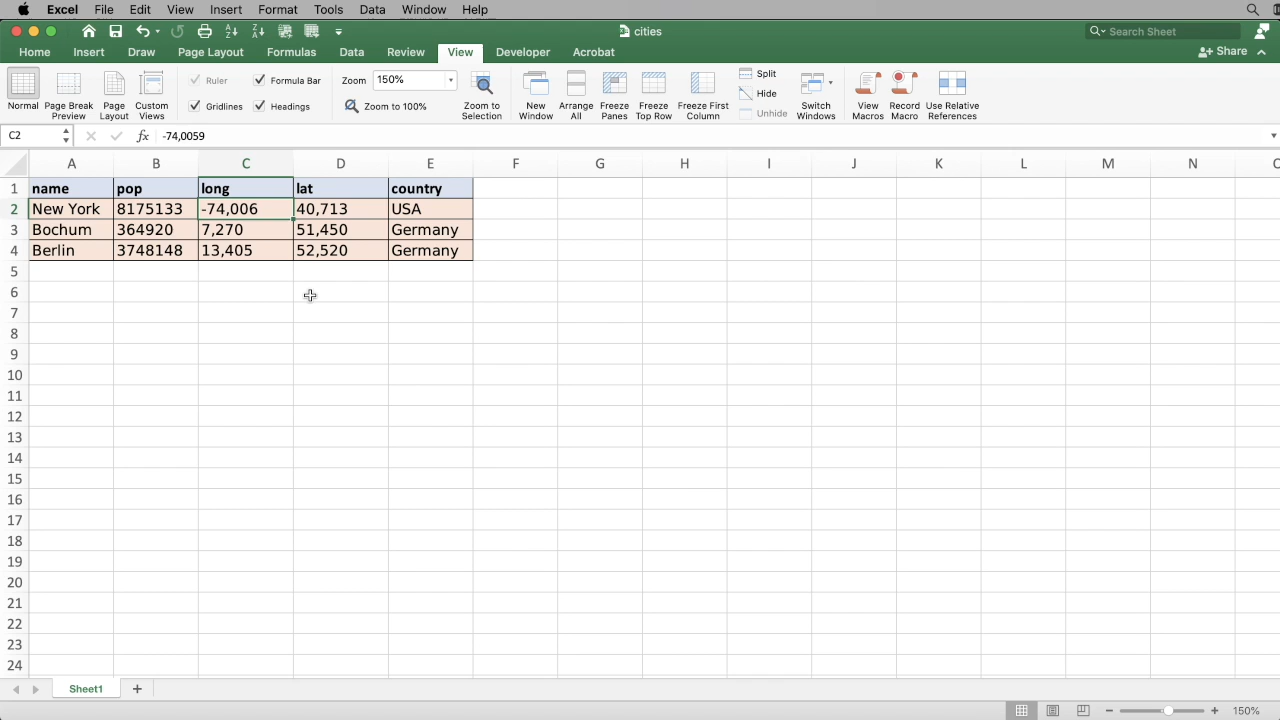 Excel File Edit View Insert Format Tools Data Window Help
cities
Search Sheet
Home Insert Draw Page Layout Formulas Data Review View Developer Acrobat
Share
Normal
Page Break Preview
Page Layout
Custom Views
Ruler
Gridlines
Formula Bar
Headings
Zoom 150%
Zoom to 100%
Zoom to Selection
New Window
Arrange All
Freeze Panes
Freeze Top Row
Freeze First Column
Split
Hide
Unhide
Switch Windows
View Macros
Record Macro
Use Relative References
C2 fx -74,0059
A B C D E F G H I J K L M N
1 name pop long lat country
2 New York 8175133 -74,006 40,713 USA
3 Bochum 364920 7,270 51,450 Germany
4 Berlin 3748148 13,405 52,520 Germany
5
6
7
8
9
10
11
12
13
14
15
16
17
18
19
20
21
22
23
24
Sheet1 +
150%